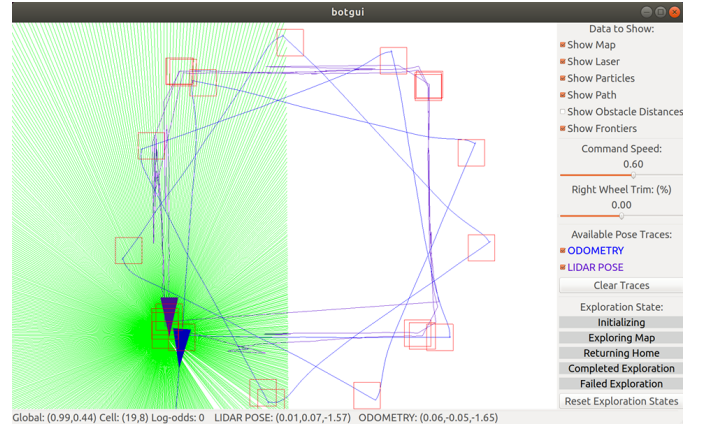 botgui
Data to Show:
Show Map
Show Laser
Show Particles
Show Path
Show Obstacle Distances
Show Frontiers
Command Speed:
0.60
Right Wheel Trim: (%)
0.00
Available Pose Traces:
ODOMETRY
LIDAR POSE
Clear Traces
Exploration State:
Initializing
Exploring Map
Returning Home
Completed Exploration
Failed Exploration
Reset Exploration States
Global: (0.99,0.44) Cell: (19,8) Log-odds: 0 LIDAR POSE: (0.01,0.07,-1.57) ODOMETRY: (0.06,-0.05,-1.65)